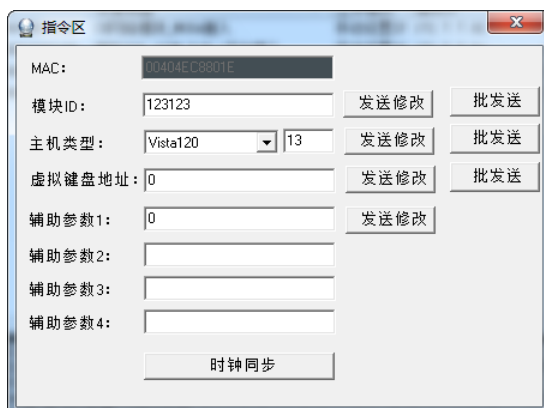 指令区
MAC: 00404EC8801E
模块ID: 123123 发送修改 批发送
主机类型: Vista120 13 发送修改 批发送
虚拟键盘地址: 0 发送修改 批发送
辅助参数1: 0 发送修改
辅助参数2:
辅助参数3:
辅助参数4:
时钟同步